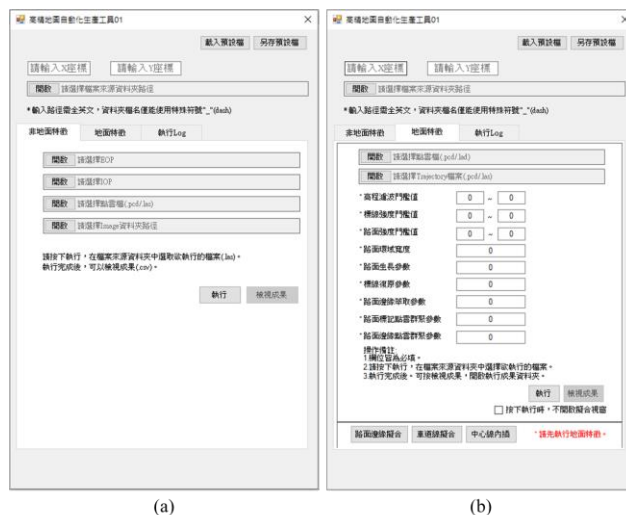 高精地圖自動化生產工具01
載入預設檔 另存預設檔
請輸入X座標 請輸入Y座標
開啟 請選擇檔案來源資料夾路徑
*輸入路徑需全英文，資料夾檔名僅能使用特殊符號"_"(dash)
非地面特徵 地面特徵 執行Log
開啟 請選擇EOP
開啟 請選擇IOP
開啟 請選擇點雲檔(.pcd/.las)
開啟 請選擇Image資料夾路徑
請按下執行，在檔案來源資料夾中選取欲執行的檔案(.las)。
執行完成後，可以檢視成果(.csv)。
執行 檢視成果
(a)
高精地圖自動化生產工具01
載入預設檔 另存預設檔
請輸入X座標 請輸入Y座標
開啟 請選擇檔案來源資料夾路徑
*輸入路徑需全英文，資料夾檔名僅能使用特殊符號"_"(dash)
非地面特徵 地面特徵 執行Log
開啟 請選擇點雲檔(.pcd/.las)
開啟 請選擇Trajectory檔案(.pcd/.las)
*高程濾波門檻值 0 ~ 0
*標線強度門檻值 0 ~ 0
*路面強度門檻值 0 ~ 0
*路面環域寬度 0
*路面生長參數 0
*標線復原參數 0
*路面邊緣萃取參數 0
*路面標記點雲群聚參數 0
*路面邊緣點雲群聚參數 0
操作備註:
1.欄位皆為必填。
2.請按下執行，在檔案來源資料夾中選擇欲執行的檔案。
3.執行完成後。可按檢視成果，開啟執行成果資料夾。
執行 檢視成果
按下執行時，不開啟擬合視窗
路面邊緣擬合 車道線擬合 中心線內插 *請先執行地面特徵。
(b)